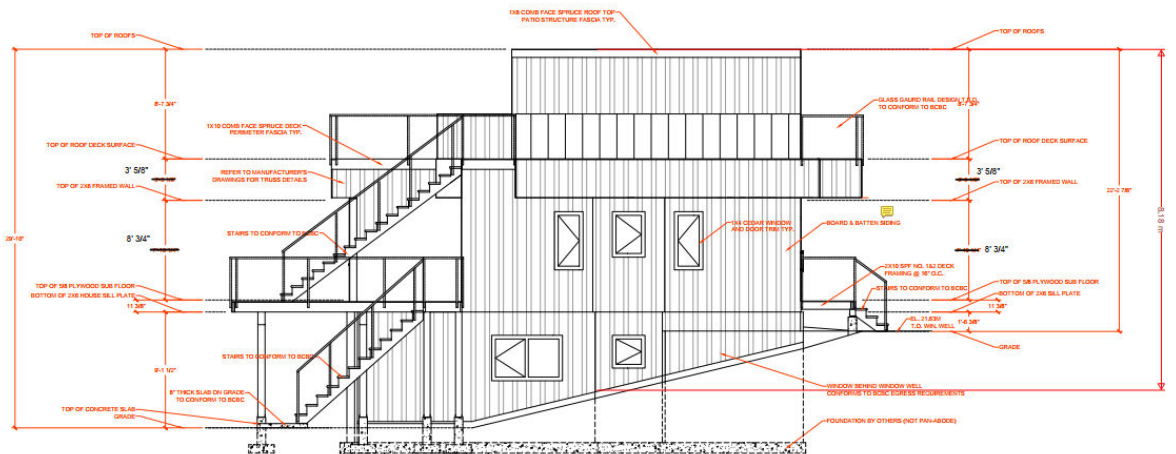 1X8 COMB FACE SPRUCE ROOF TOP
PATIO STRUCTURE FASCIA TYP.
TOP OF ROOFS
TOP OF ROOFS
8'-7 3/4"
1X10 COMB FACE SPRUCE DECK
PERIMETER FASCIA TYP.
GLASS GAURD RAIL DESIGN T.B.D.
TO CONFORM TO BCBC
8'-7 3/4"
TOP OF ROOF DECK SURFACE
TOP OF ROOF DECK SURFACE
3' 5/8"
REFER TO MANUFACTURER'S
DRAWINGS FOR TRUSS DETAILS
3' 5/8"
TOP OF 2X6 FRAMED WALL
TOP OF 2X6 FRAMED WALL
22'-2 7/8"
8.18 m
1X4 CEDAR WINDOW
AND DOOR TRIM TYP.
BOARD & BATTEN SIDING
8' 3/4"
STAIRS TO CONFORM TO BCBC
8' 3/4"
2X10 SPF NO. 1&2 DECK
FRAMING @ 16" O.C.
TOP OF 5/8 PLYWOOD SUB FLOOR
BOTTOM OF 2X6 HOUSE SILL PLATE
TOP OF 5/8 PLYWOOD SUB FLOOR
BOTTOM OF 2X6 SILL PLATE
STAIRS TO CONFORM TO BCBC
11 3/8"
11 3/8"
EL. 21.63M
T.O. WIN. WELL
1'-6 3/8"
GRADE
STAIRS TO CONFORM TO BCBC
9'-1 1/2"
6" THICK SLAB ON GRADE
TO CONFORM TO BCBC
WINDOW BEHIND WINDOW WELL
CONFORMS TO BCBC EGRESS REQUIREMENTS
TOP OF CONCRETE SLAB
GRADE
FOUNDATION BY OTHERS (NOT PAN-ABODE)